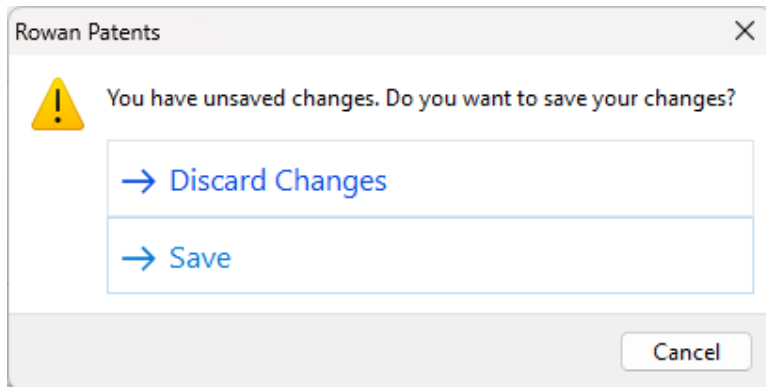 Rowan Patents
You have unsaved changes. Do you want to save your changes?
Discard Changes
Save
Cancel